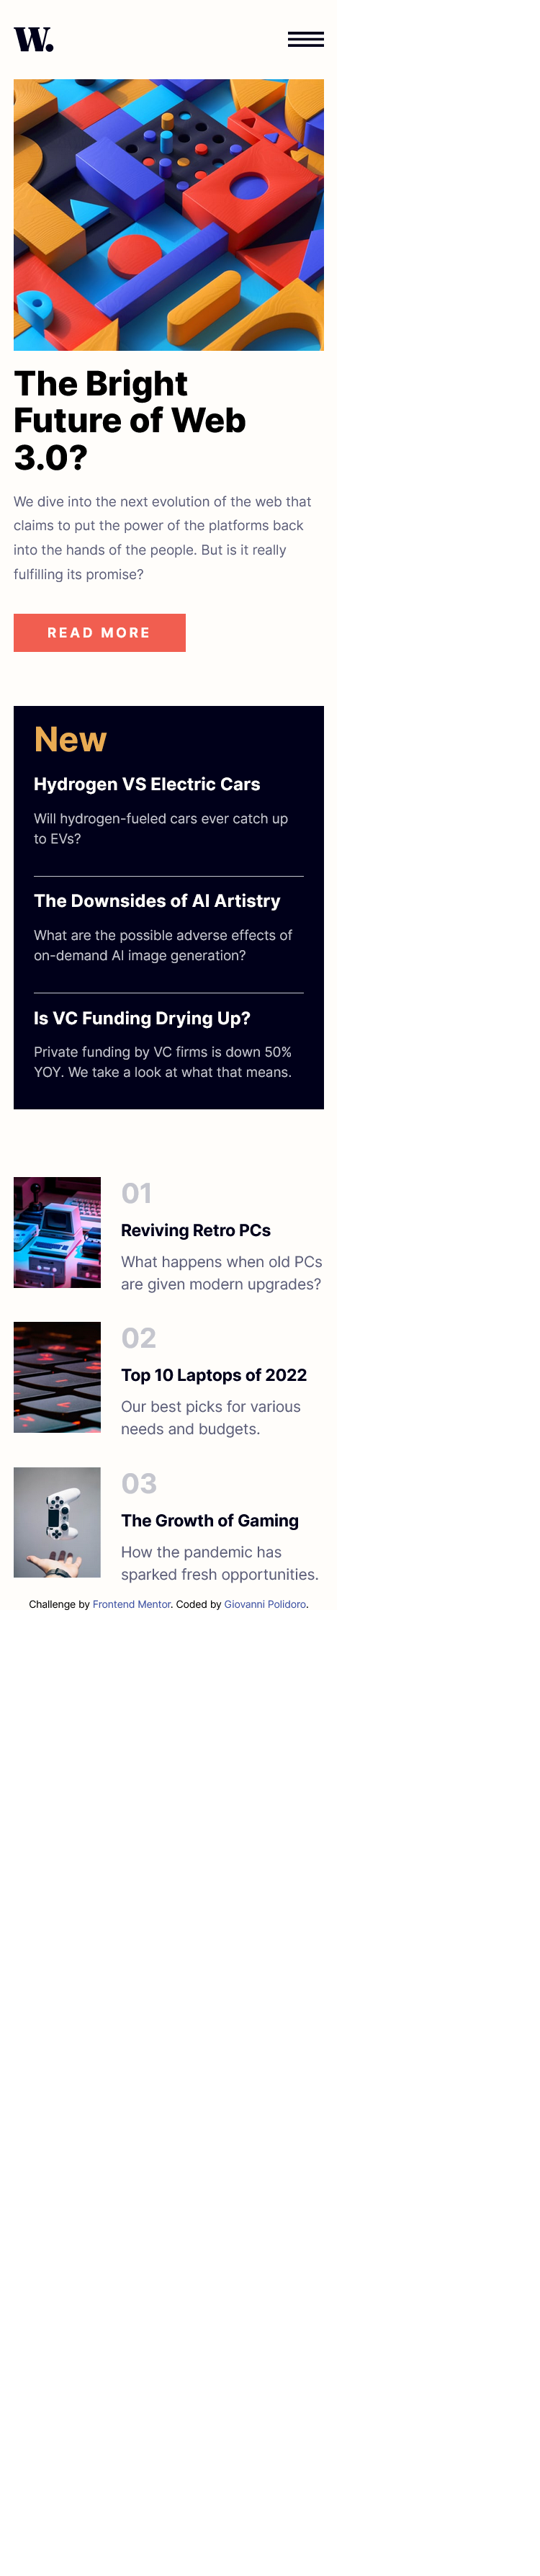 W.
The Bright
Future of Web
3.0?
We dive into the next evolution of the web that
claims to put the power of the platforms back
into the hands of the people. But is it really
fulfilling its promise?
READ MORE
New
Hydrogen VS Electric Cars
Will hydrogen-fueled cars ever catch up
to EVs?
The Downsides of AI Artistry
What are the possible adverse effects of
on-demand AI image generation?
Is VC Funding Drying Up?
Private funding by VC firms is down 50%
YOY. We take a look at what that means.
01
Reviving Retro PCs
What happens when old PCs
are given modern upgrades?
02
Top 10 Laptops of 2022
Our best picks for various
needs and budgets.
03
The Growth of Gaming
How the pandemic has
sparked fresh opportunities.
Challenge by Frontend Mentor. Coded by Giovanni Polidoro.